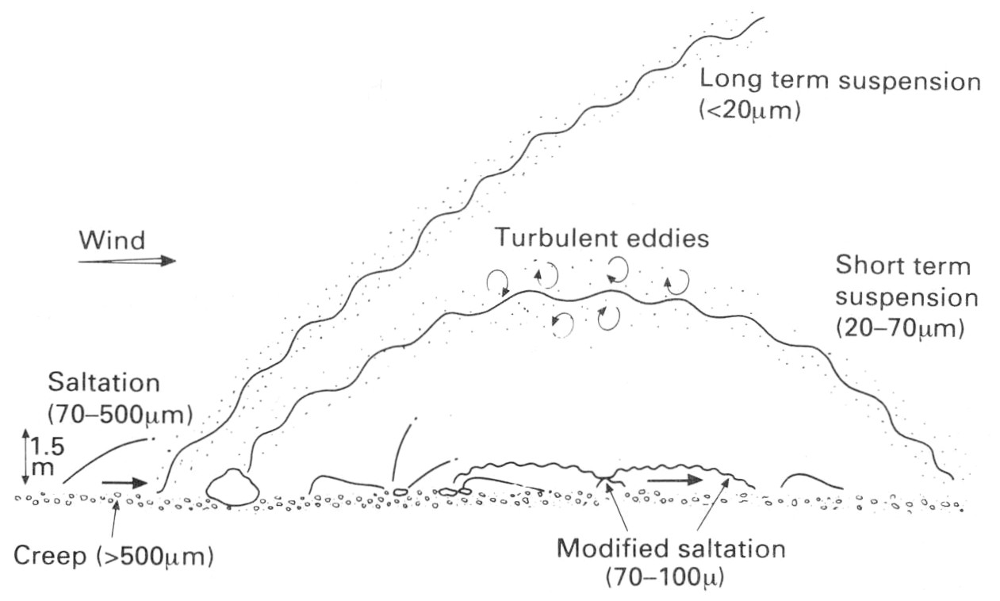 Long term suspension
(<20μm)
Wind
Turbulent eddies
Short term
suspension
(20–70μm)
Saltation
(70–500μm)
1.5
m
Creep (>500μm)
Modified saltation
(70–100μ)